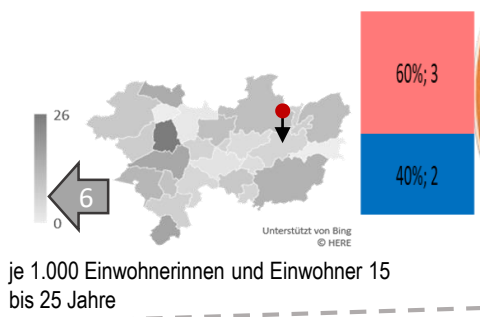 60%; 3
26
40%; 2
6
0
Unterstützt von Bing
© HERE
je 1.000 Einwohnerinnen und Einwohner 15
bis 25 Jahre